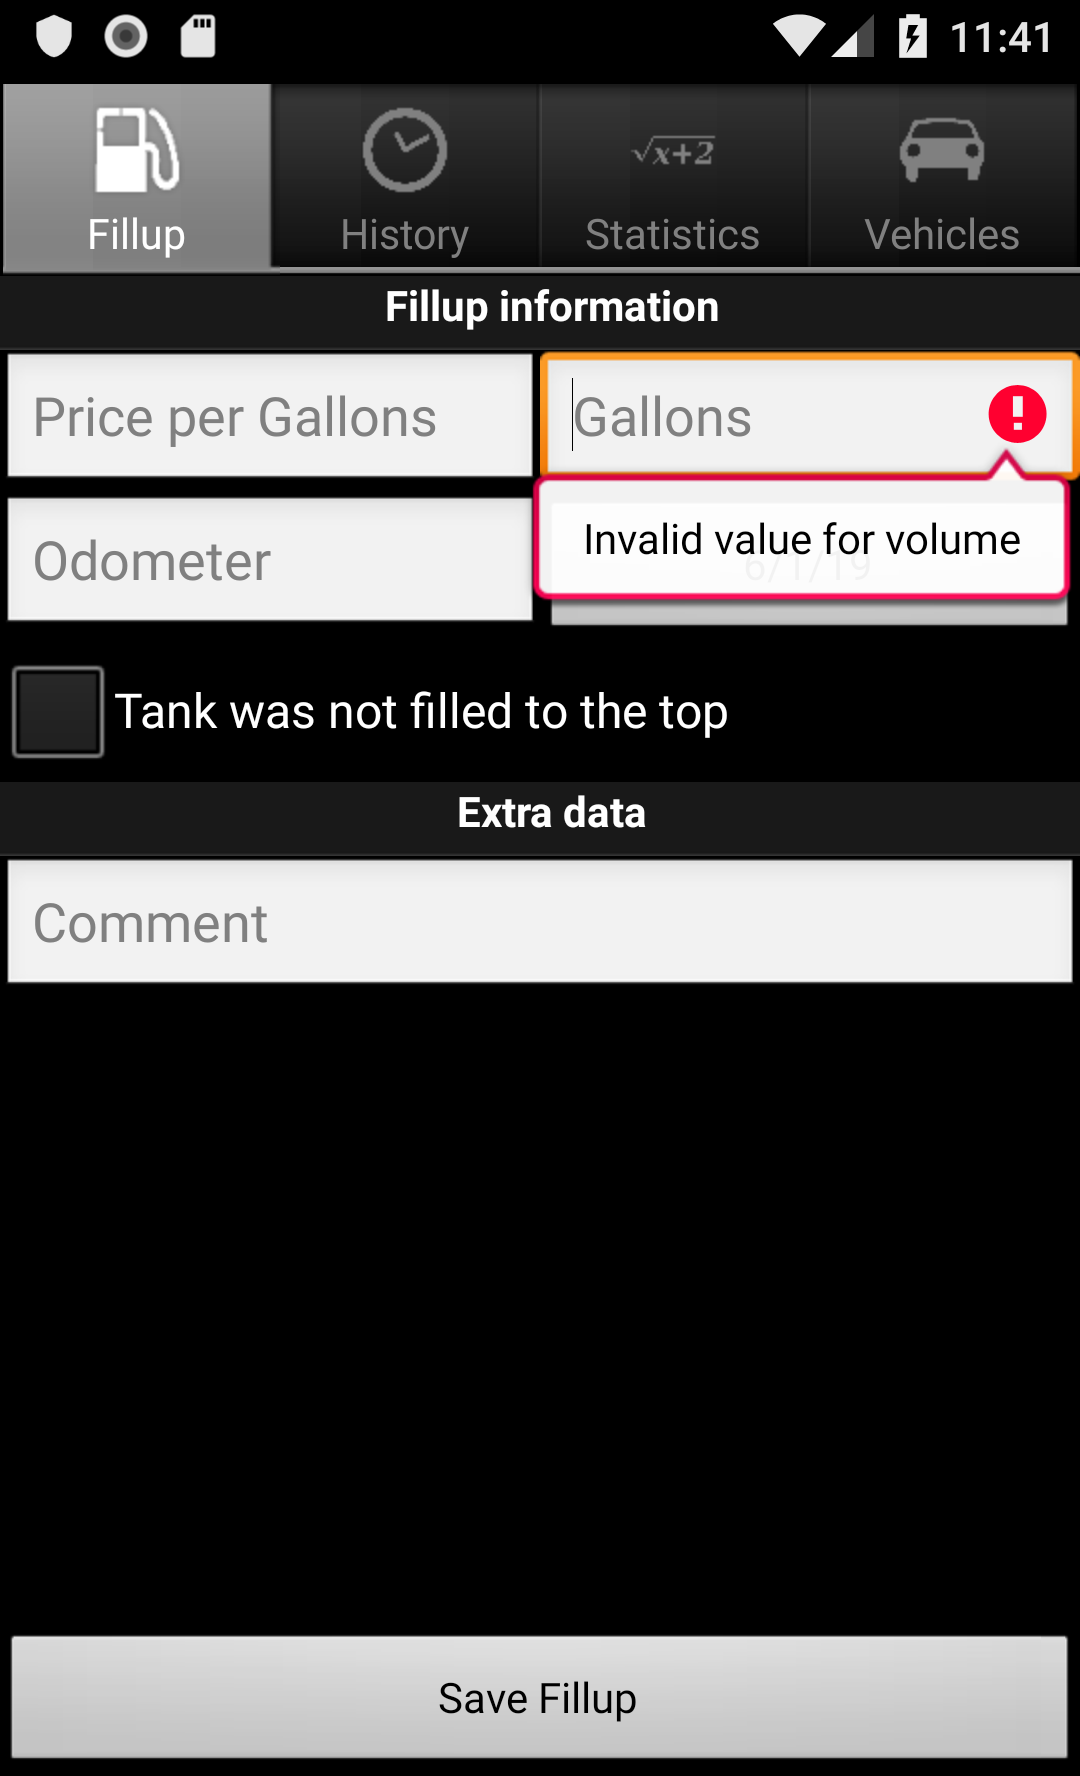 11:41
√x+2
Fillup
History
Statistics
Vehicles
Fillup information
Price per Gallons
Gallons
Invalid value for volume
Odometer
6/1/19
Tank was not filled to the top
Extra data
Comment
Save Fillup